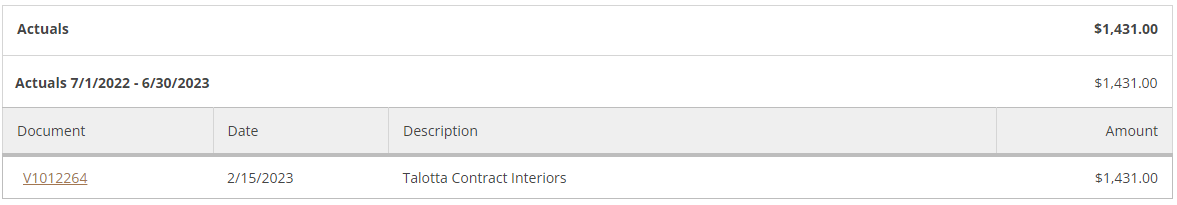 Actuals $1,431.00
Actuals 7/1/2022 - 6/30/2023 $1,431.00
Document Date Description Amount
V1012264 2/15/2023 Talotta Contract Interiors $1,431.00